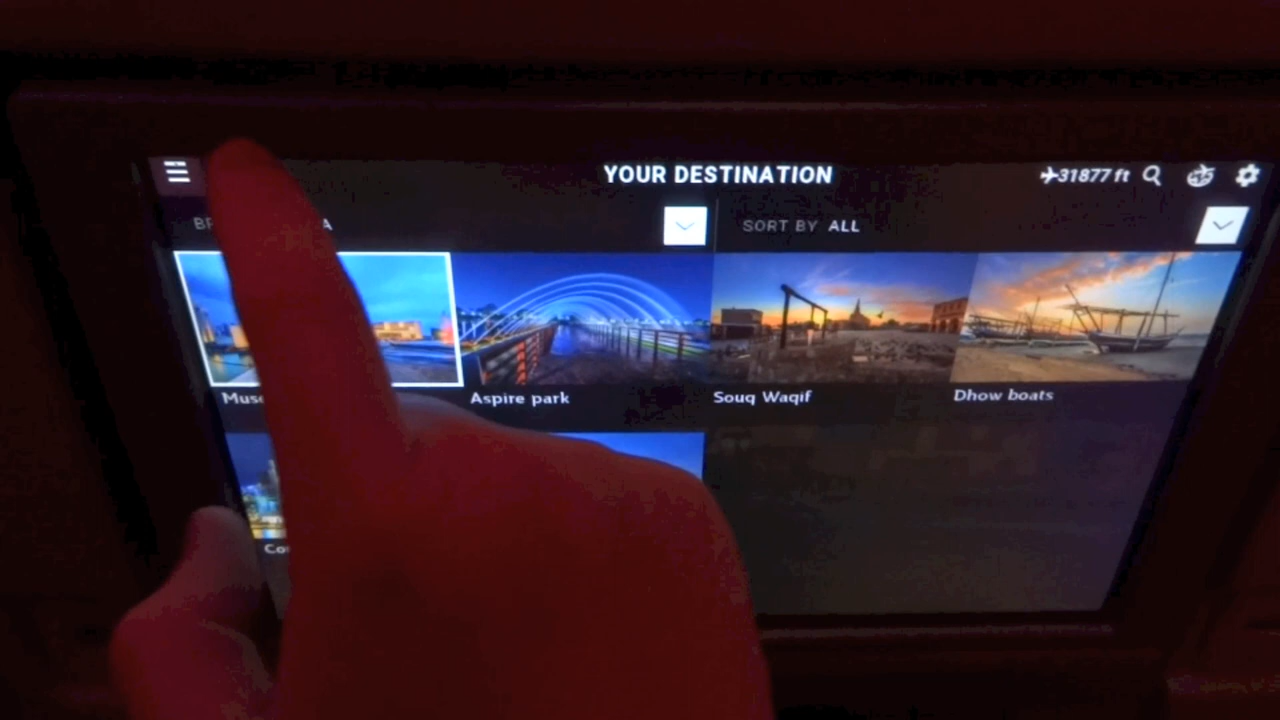 YOUR DESTINATION
31877 ft
SORT BY ALL
Aspire park
Souq Waqif
Dhow boats